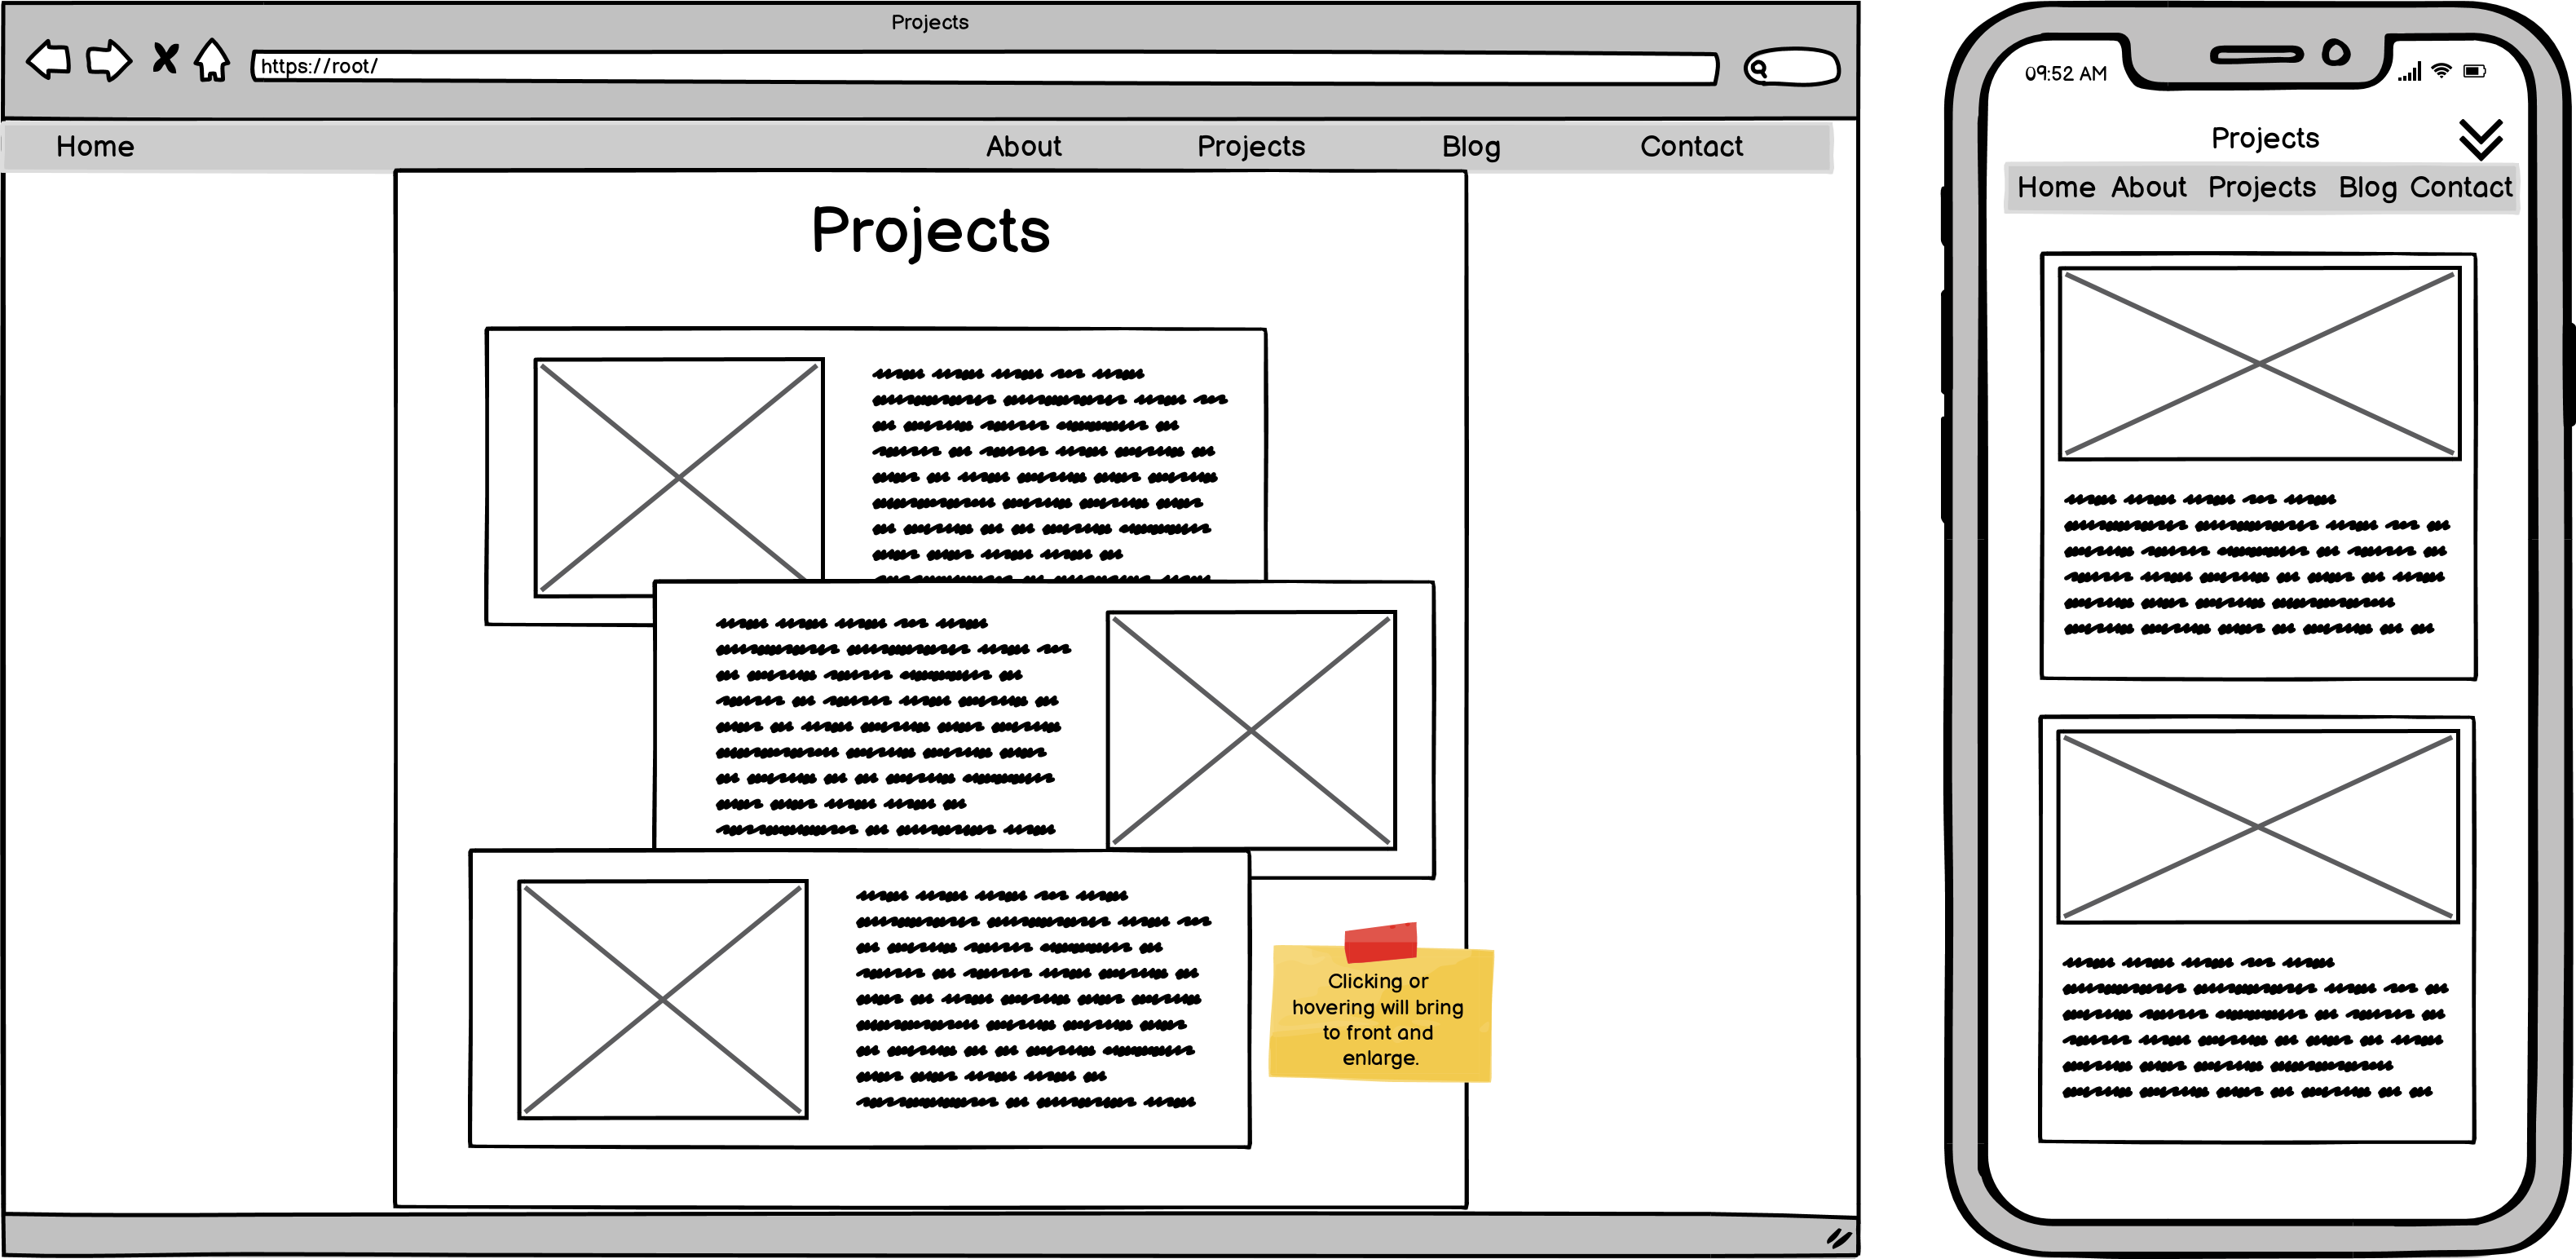 Projects
https://root/
Home About Projects Blog Contact
Projects
Clicking or
hovering will bring
to front and
enlarge.
09:52 AM
Projects
Home About Projects Blog Contact